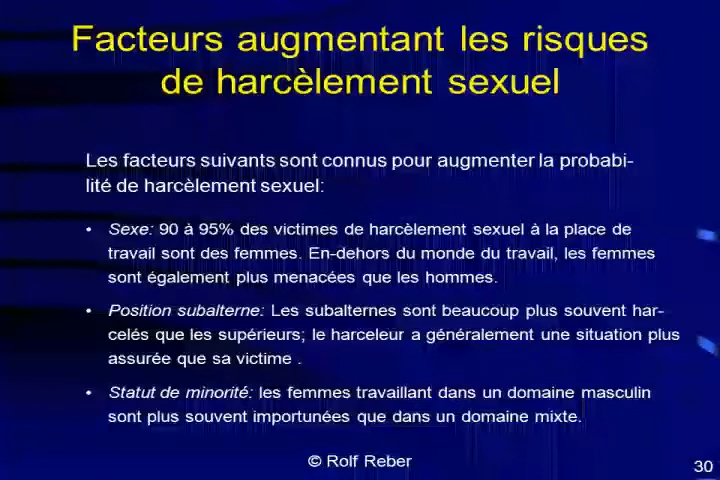 Facteurs augmentant les risques
de harcèlement sexuel
Les facteurs suivants sont connus pour augmenter la probabi-
lité de harcèlement sexuel:
• Sexe: 90 à 95% des victimes de harcèlement sexuel à la place de
travail sont des femmes. En-dehors du monde du travail, les femmes
sont également plus menacées que les hommes.
• Position subalterne: Les subalternes sont beaucoup plus souvent har-
celés que les supérieurs; le harceleur a généralement une situation plus
assurée que sa victime .
• Statut de minorité: les femmes travaillant dans un domaine masculin
sont plus souvent importunées que dans un domaine mixte.
© Rolf Reber
30